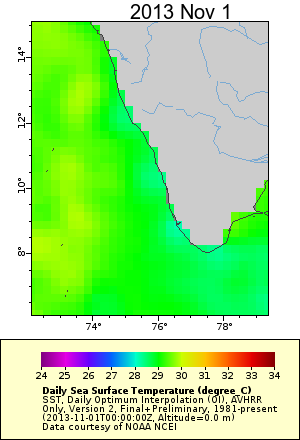 2013 Nov 1
14°
12°
10°
8°
74° 76° 78°
24 25 26 27 28 29 30 31 32 33 34
Daily Sea Surface Temperature (degree_C)
SST, Daily Optimum Interpolation (OI), AVHRR
Only, Version 2, Final+Preliminary, 1981-present
(2013-11-01T00:00:00Z, Altitude=0.0 m)
Data courtesy of NOAA NCEI